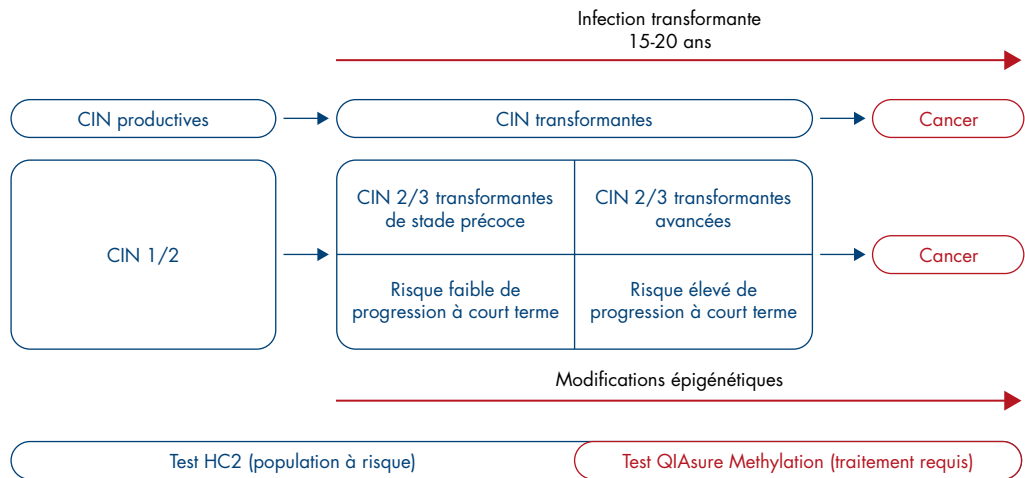 Infection transformante
15-20 ans
CIN productives
CIN transformantes
Cancer
CIN 1/2
CIN 2/3 transformantes
de stade précoce
CIN 2/3 transformantes
avancées
Risque faible de
progression à court terme
Risque élevé de
progression à court terme
Cancer
Modifications épigénétiques
Test HC2 (population à risque)
Test QIAsure Methylation (traitement requis)